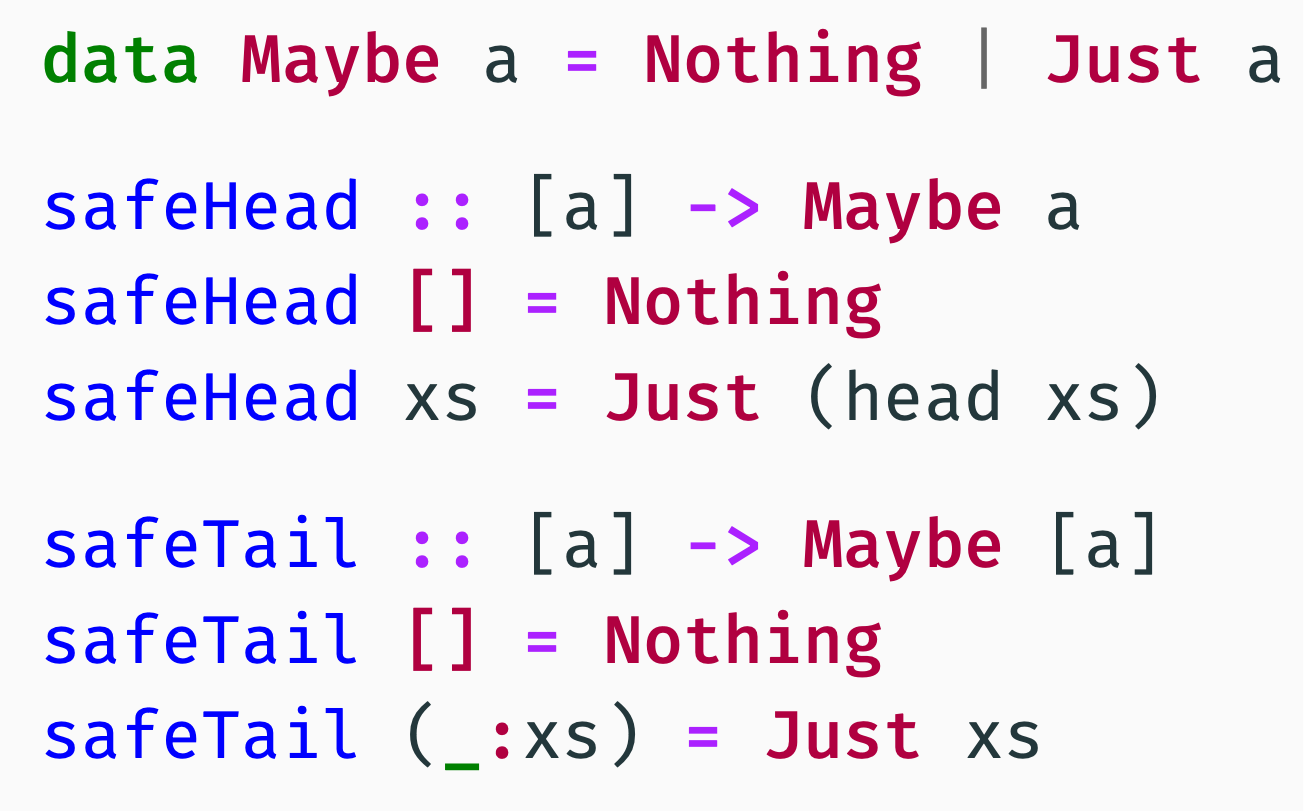 data Maybe a = Nothing | Just a
safeHead :: [a] -> Maybe a
safeHead [] = Nothing
safeHead xs = Just (head xs)
safeTail :: [a] -> Maybe [a]
safeTail [] = Nothing
safeTail (_:xs) = Just xs